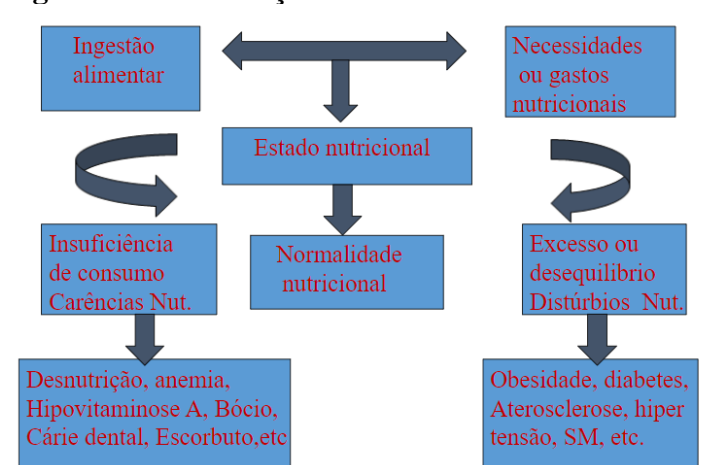 Ingestão
alimentar
Necessidades
ou gastos
nutricionais
Estado nutricional
Normalidade
nutricional
Insuficiência
de consumo
Carências Nut.
Excesso ou
desequilibrio
Distúrbios Nut.
Desnutrição, anemia,
Hipovitaminose A, Bócio,
Cárie dental, Escorbuto,etc
Obesidade, diabetes,
Aterosclerose, hiper
tensão, SM, etc.